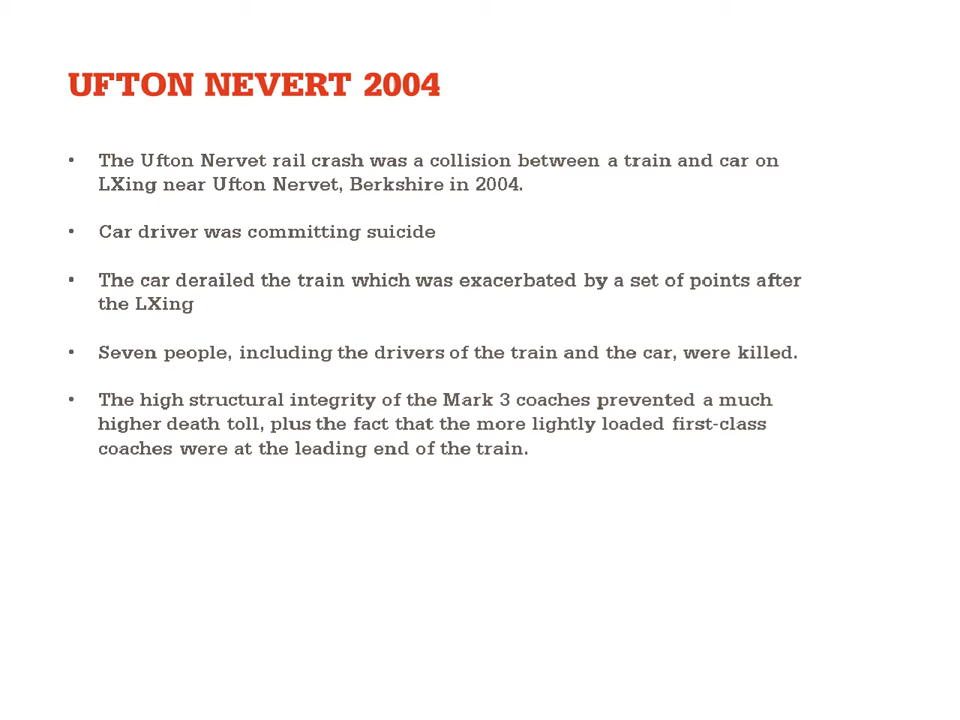 UFTON NEVERT 2004
• The Ufton Nervet rail crash was a collision between a train and car on
LXing near Ufton Nervet, Berkshire in 2004.
• Car driver was committing suicide
• The car derailed the train which was exacerbated by a set of points after
the LXing
• Seven people, including the drivers of the train and the car, were killed.
• The high structural integrity of the Mark 3 coaches prevented a much
higher death toll, plus the fact that the more lightly loaded first-class
coaches were at the leading end of the train.